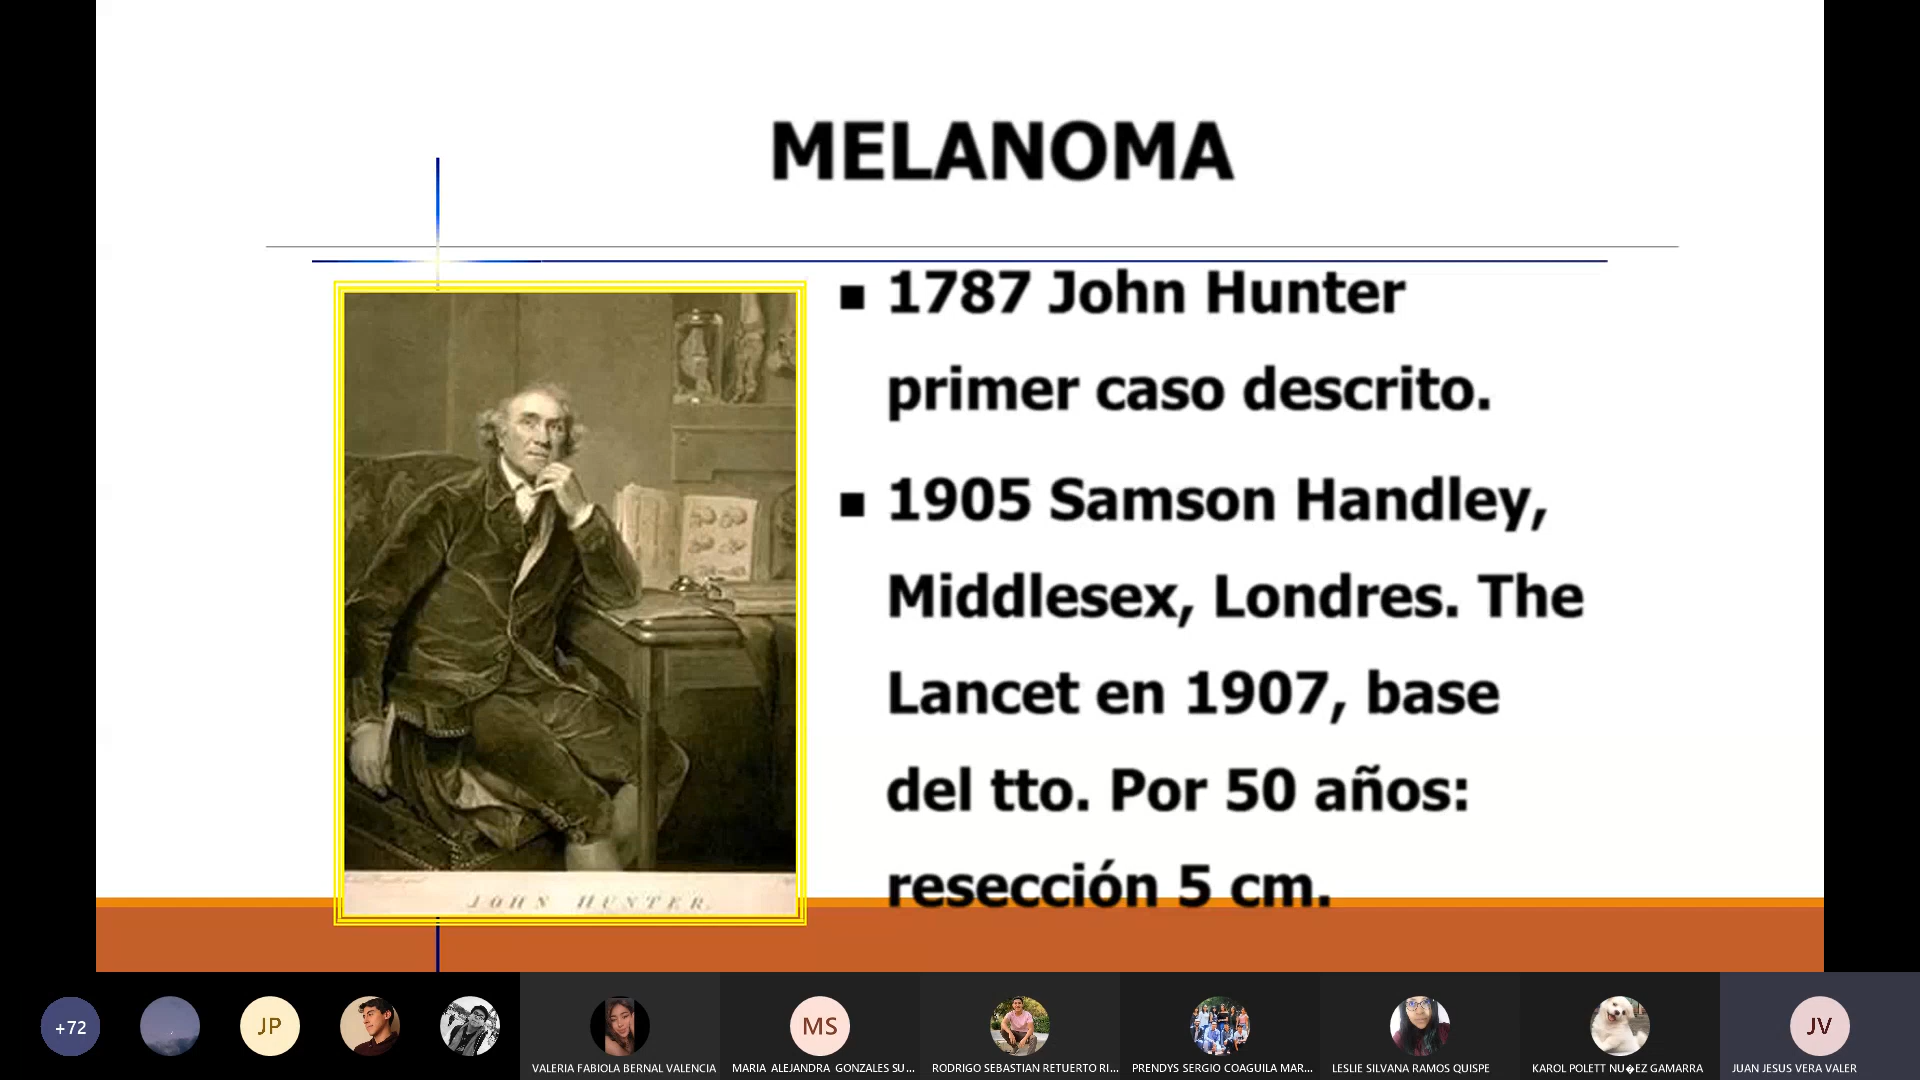 MELANOMA
▪ 1787 John Hunter
primer caso descrito.
▪ 1905 Samson Handley,
Middlesex, Londres. The
Lancet en 1907, base
del tto. Por 50 años:
resección 5 cm.
JOHN HUNTER.
+72
JP
MS
JV
VALERIA FABIOLA BERNAL VALENCIA
MARIA ALEJANDRA GONZALES SU...
RODRIGO SEBASTIAN RETUERTO RI...
PRENDYS SERGIO COAGUILA MAR...
LESLIE SILVANA RAMOS QUISPE
KAROL POLETT NU�EZ GAMARRA
JUAN JESUS VERA VALER